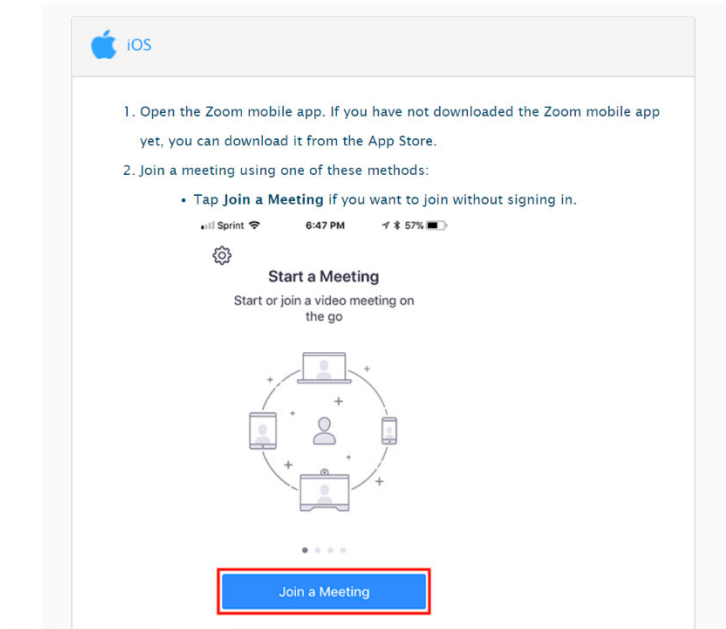 iOS
1. Open the Zoom mobile app. If you have not downloaded the Zoom mobile app
yet, you can download it from the App Store.
2. Join a meeting using one of these methods:
• Tap Join a Meeting if you want to join without signing in.
Sprint 6:47 PM 57%
Start a Meeting
Start or join a video meeting on
the go
Join a Meeting